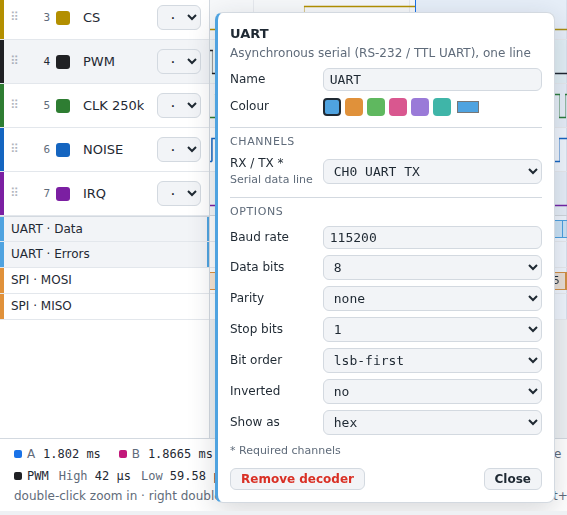 3 CS ·
4 PWM ·
5 CLK 250k ·
6 NOISE ·
7 IRQ ·
UART · Data
UART · Errors
SPI · MOSI
SPI · MISO
A 1.802 ms B 1.8665 ms
PWM High 42 µs Low 59.58
double-click zoom in · right doubl
UART
Asynchronous serial (RS-232 / TTL UART), one line
Name UART
Colour
CHANNELS
RX / TX * CH0 UART TX
Serial data line
OPTIONS
Baud rate 115200
Data bits 8
Parity none
Stop bits 1
Bit order lsb-first
Inverted no
Show as hex
* Required channels
Remove decoder Close